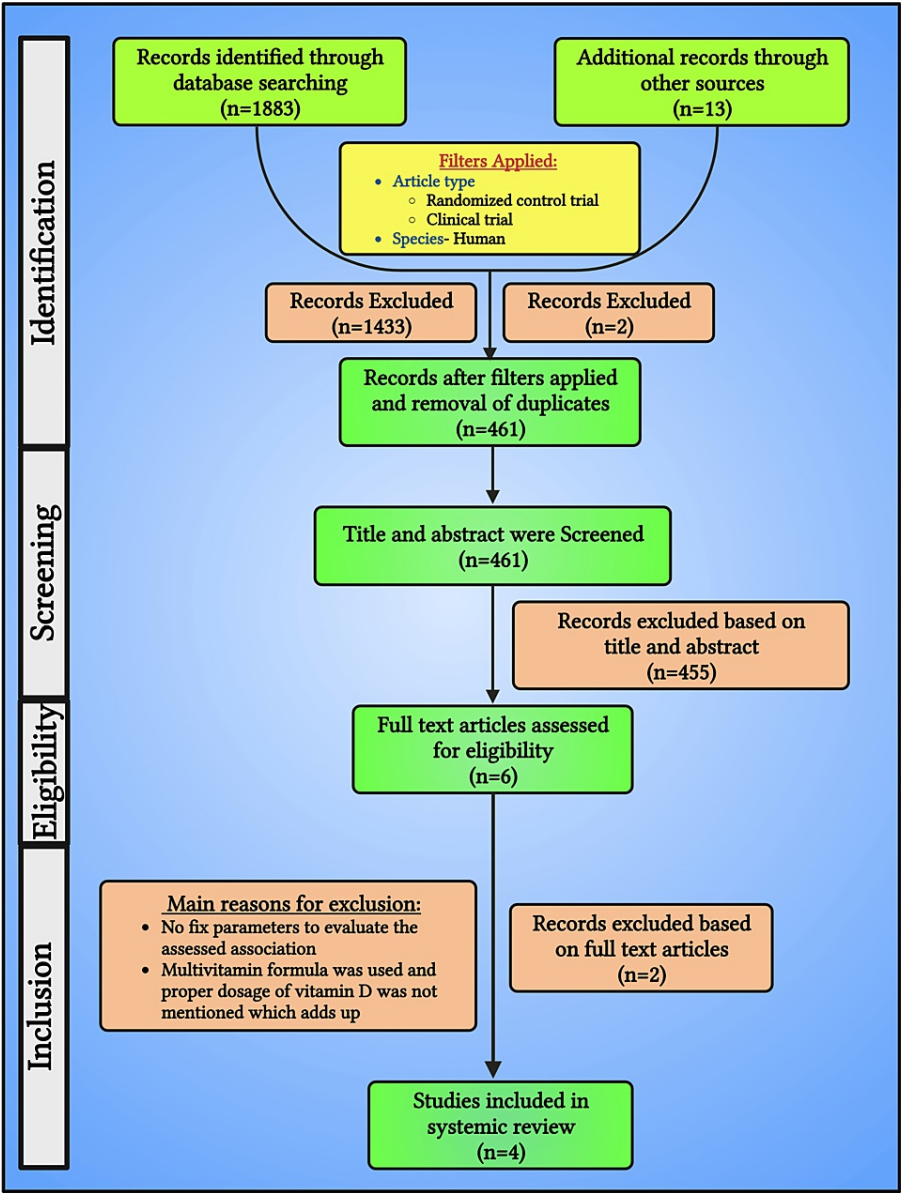 Identification
Records identified through
database searching
(n=1883)
Additional records through
other sources
(n=13)
Filters Applied:
• Article type
○ Randomized control trial
○ Clinical trial
• Species- Human
Records Excluded
(n=1433)
Records Excluded
(n=2)
Records after filters applied
and removal of duplicates
(n=461)
Screening
Title and abstract were Screened
(n=461)
Records excluded based on
title and abstract
(n=455)
Eligibility
Full text articles assessed
for eligibility
(n=6)
Inclusion
Main reasons for exclusion:
• No fix parameters to evaluate the
assessed association
• Multivitamin formula was used and
proper dosage of vitamin D was not
mentioned which adds up
Records excluded based
on full text articles
(n=2)
Studies included in
systemic review
(n=4)